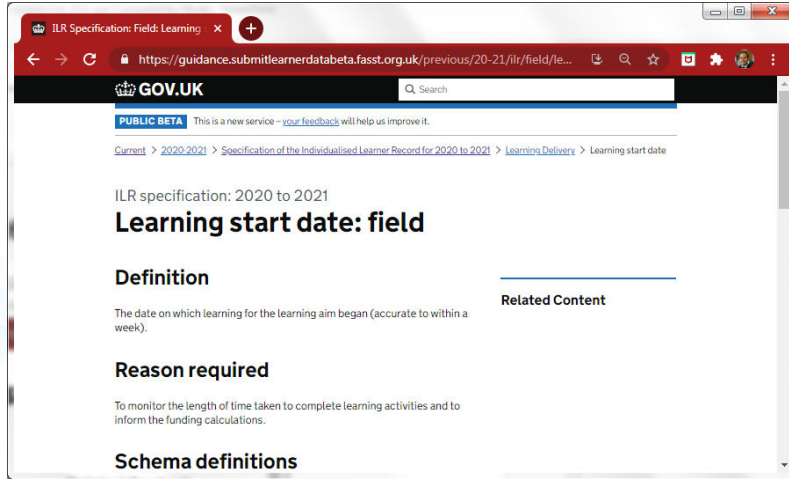 ILR Specification: Field: Learning
https://guidance.submitlearnerdatabeta.fasst.org.uk/previous/20-21/ilr/field/le...
GOV.UK
Search
PUBLIC BETA This is a new service – your feedback will help us improve it.
Current > 2020-2021 > Specification of the Individualised Learner Record for 2020 to 2021 > Learning Delivery > Learning start date
ILR specification: 2020 to 2021
Learning start date: field
Definition
The date on which learning for the learning aim began (accurate to within a
week).
Related Content
Reason required
To monitor the length of time taken to complete learning activities and to
inform the funding calculations.
Schema definitions